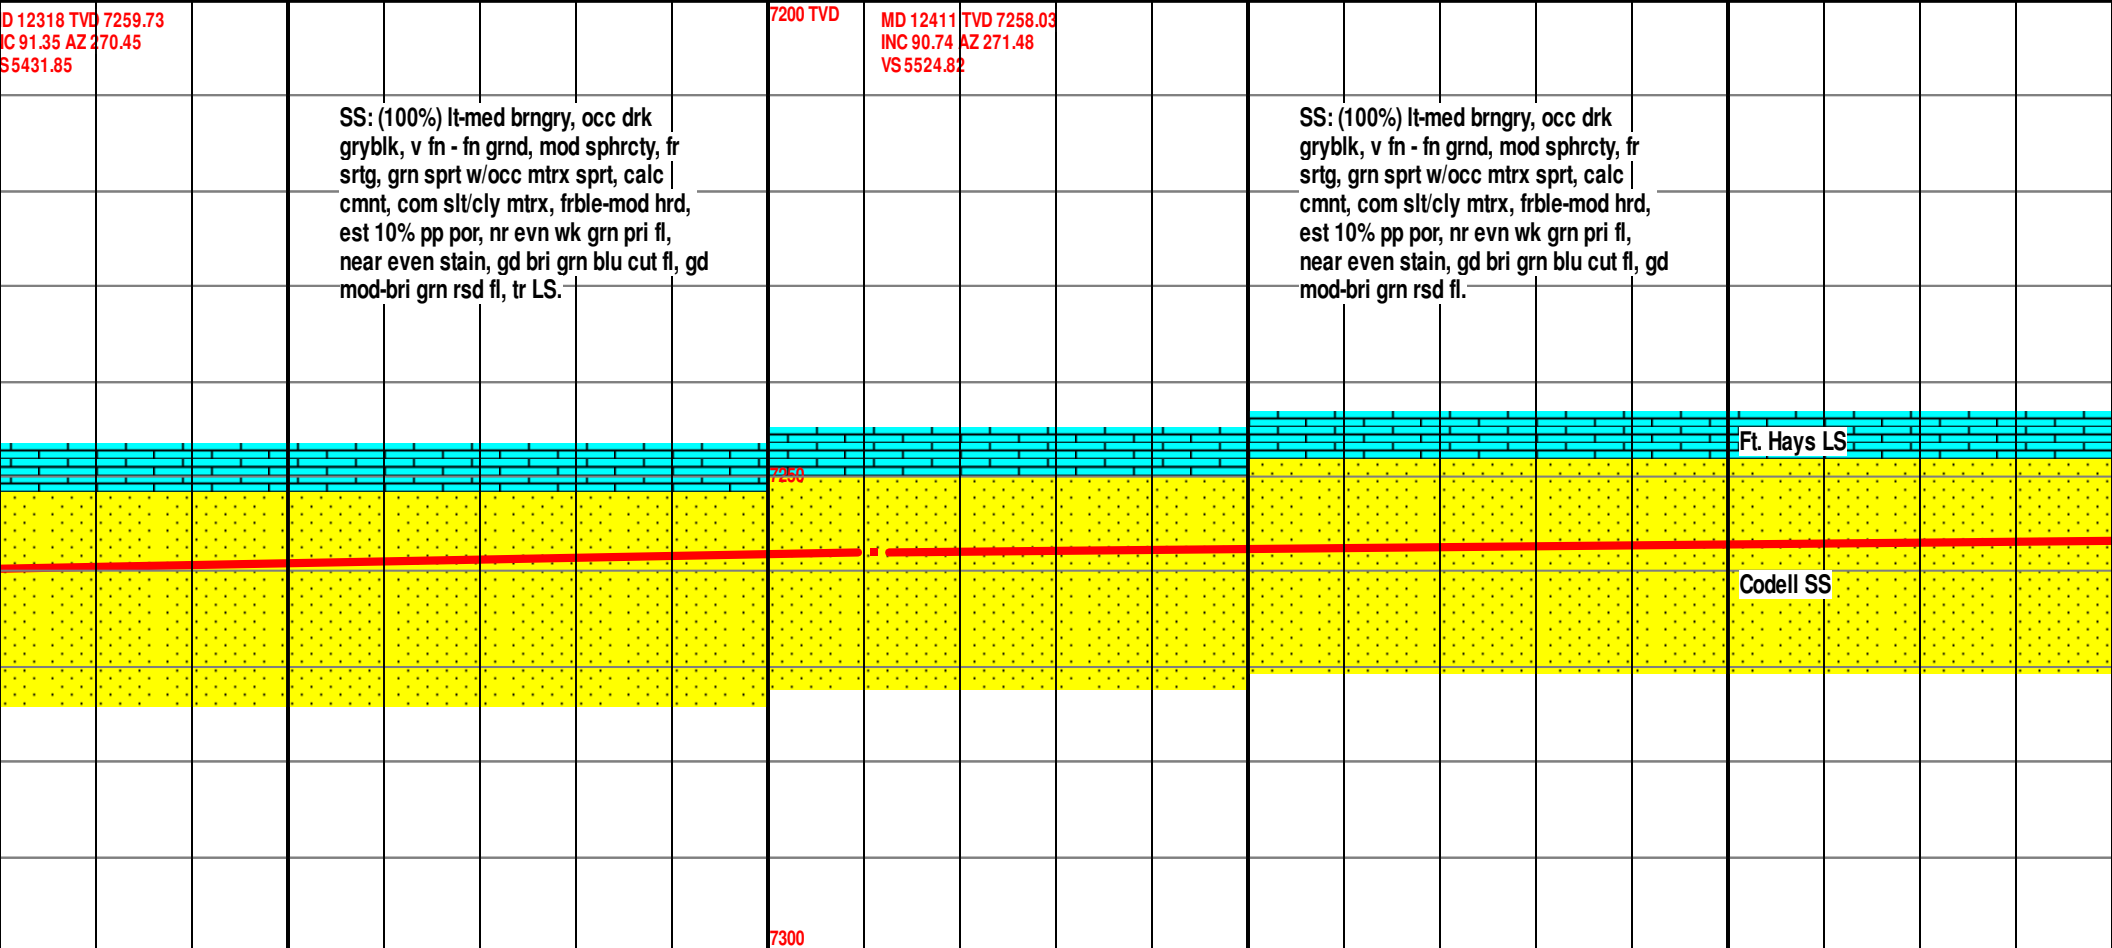 D 12318 TVD 7259.73
IC 91.35 AZ 270.45
S 5431.85
7200 TVD
MD 12411 TVD 7258.03
INC 90.74 AZ 271.48
VS 5524.82
SS: (100%) lt-med brngry, occ drk
gryblk, v fn - fn grnd, mod sphrcty, fr
srtg, grn sprt w/occ mtrx sprt, calc
cmnt, com slt/cly mtrx, frble-mod hrd,
est 10% pp por, nr evn wk grn pri fl,
near even stain, gd bri grn blu cut fl, gd
mod-bri grn rsd fl, tr LS.
SS: (100%) lt-med brngry, occ drk
gryblk, v fn - fn grnd, mod sphrcty, fr
srtg, grn sprt w/occ mtrx sprt, calc
cmnt, com slt/cly mtrx, frble-mod hrd,
est 10% pp por, nr evn wk grn pri fl,
near even stain, gd bri grn blu cut fl, gd
mod-bri grn rsd fl.
Ft. Hays LS
7250
Codell SS
7300